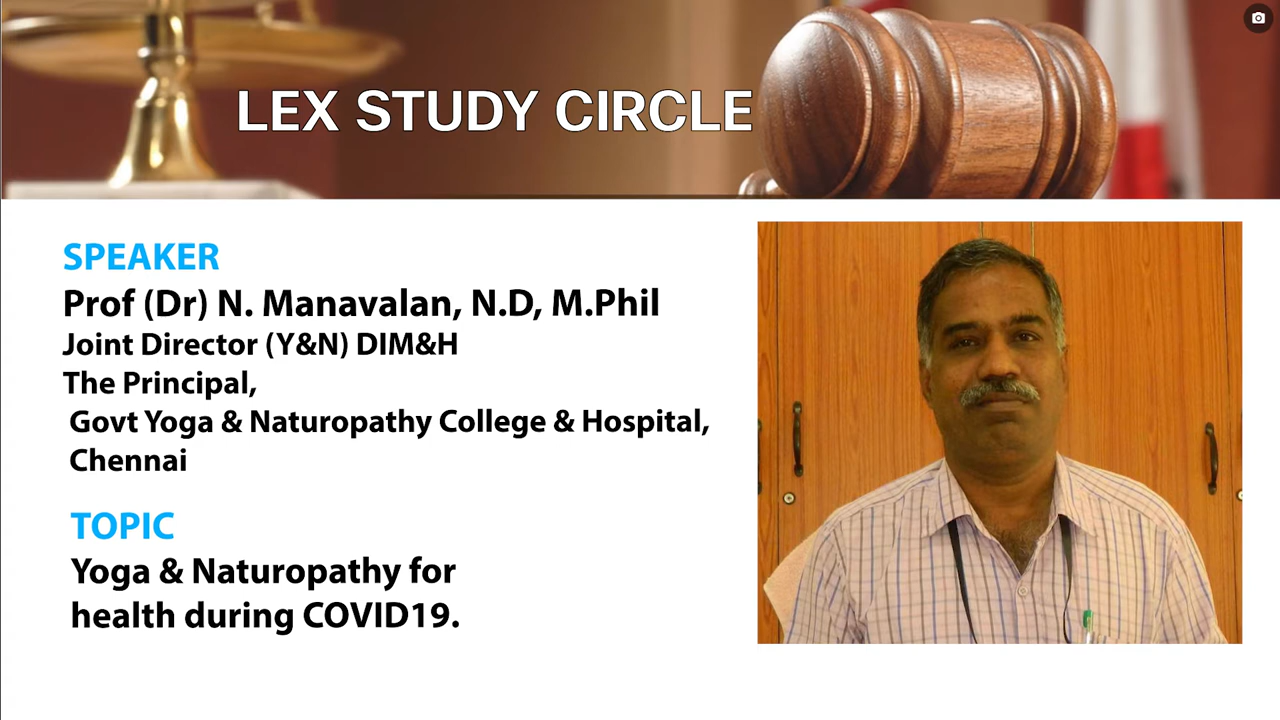 LEX STUDY CIRCLE
SPEAKER
Prof (Dr) N. Manavalan, N.D, M.Phil
Joint Director (Y&N) DIM&H
The Principal,
Govt Yoga & Naturopathy College & Hospital,
Chennai
TOPIC
Yoga & Naturopathy for
health during COVID19.